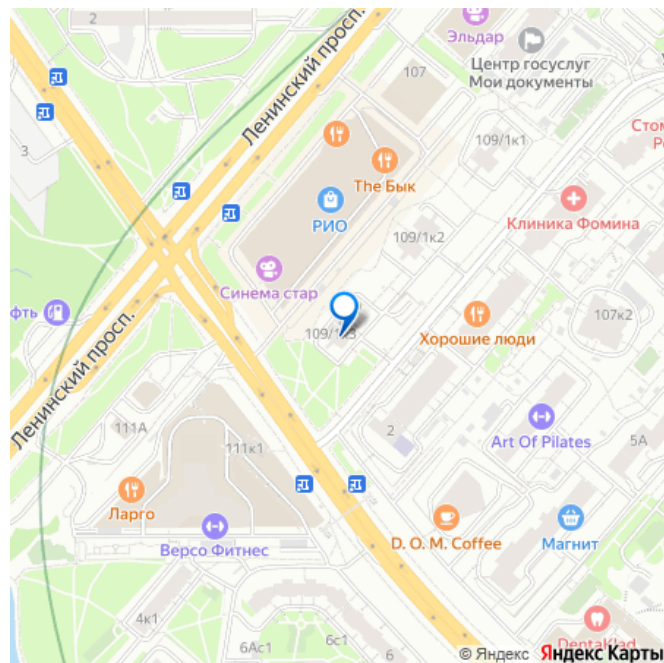 2
Эльдар
Центр госуслуг
Мои документы
107
Ленинский просп.
3
109/1к1
The Бык
РИО
Клиника Фомина
109/1к2
Синема стар
фть
109/1к3
Хорошие люди
107к2
Ленинский просп.
111А
111к1
2
Art Of Pilates
5А
Ларго
Версо Фитнес
D. O. M. Coffee
Магнит
4к1
6Ас1
6с1
DentaKlad
© Яндекс Яндекс Карты